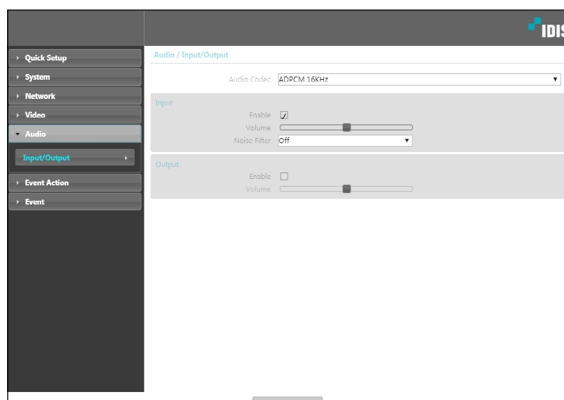 IDIS
Quick Setup
System
Network
Video
Audio
Input/Output
Event Action
Event
Audio / Input/Output
Audio Codec ADPCM 16KHz
Input
Enable
Volume
Noise Filter Off
Output
Enable
Volume